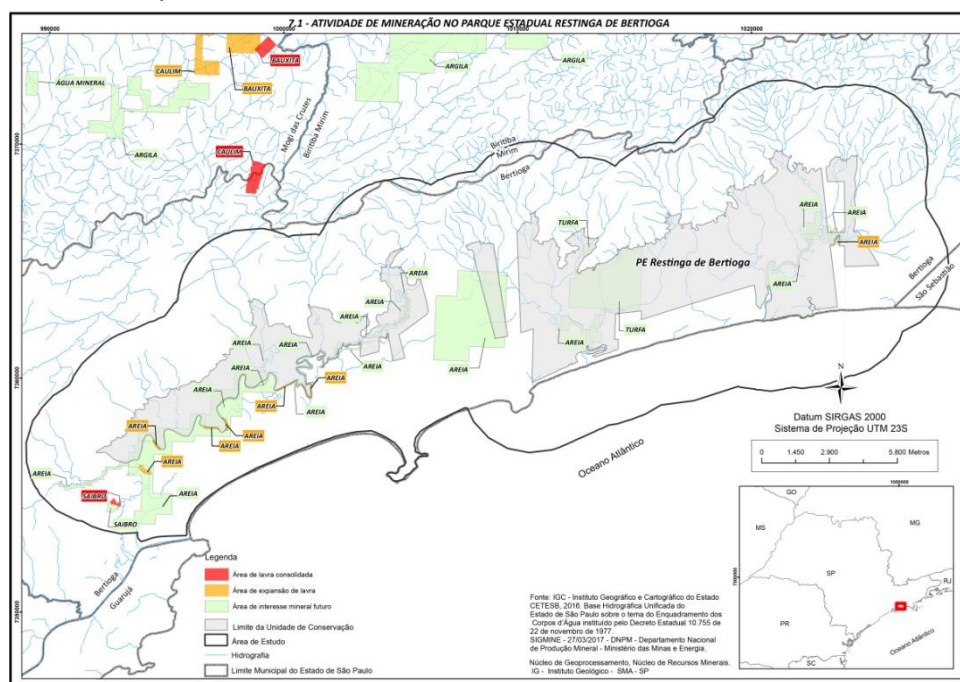 7.1 - ATIVIDADE DE MINERAÇÃO NO PARQUE ESTADUAL RESTINGA DE BERTIOGA
990000
1000000
1010000
1020000
BAUXITA
CAULIM
BAUXITA
ARGILA
ARGILA
ÁGUA MINERAL
ARGILA
Mogi das Cruzes
Biritiba Mirim
7370000
CAULIM
Biritiba
Mirim
Bertioga
TURFA
AREIA
AREIA
AREIA
PE Restinga de Bertioga
Bertioga
São Sebastião
AREIA
AREIA
AREIA
AREIA
AREIA
TURFA
AREIA
AREIA
AREIA
AREIA
7360000
AREIA
AREIA
AREIA
AREIA
AREIA
AREIA
AREIA
AREIA
AREIA
AREIA
AREIA
SAIBRO
SAIBRO
N
Datum SIRGAS 2000
Sistema de Projeção UTM 23S
0 1.450 2.900 5.800 Metros
Oceano Atlântico
Bertioga
Guarujá
7350000
Legenda
Área de lavra consolidada
Área de expansão de lavra
Área de interesse mineral futuro
Limite da Unidade de Conservação
Área de Estudo
Hidrografia
Limite Municipal do Estado de São Paulo
Fonte: IGC - Instituto Geográfico e Cartográfico do Estado
CETESB, 2016. Base Hidrográfica Unificada do
Estado de São Paulo sobre o tema do Enquadramento dos
Corpos d'Água instituído pelo Decreto Estadual 10.755 de
22 de novembro de 1977.
SIGMINE - 27/03/2017 - DNPM - Departamento Nacional
de Produção Mineral - Ministério das Minas e Energia.
Núcleo de Geoprocessamento, Núcleo de Recursos Minerais.
IG - Instituto Geológico - SMA - SP
1000000
GO
MS
MG
SP
RJ
PR
SC
Oceano Atlântico